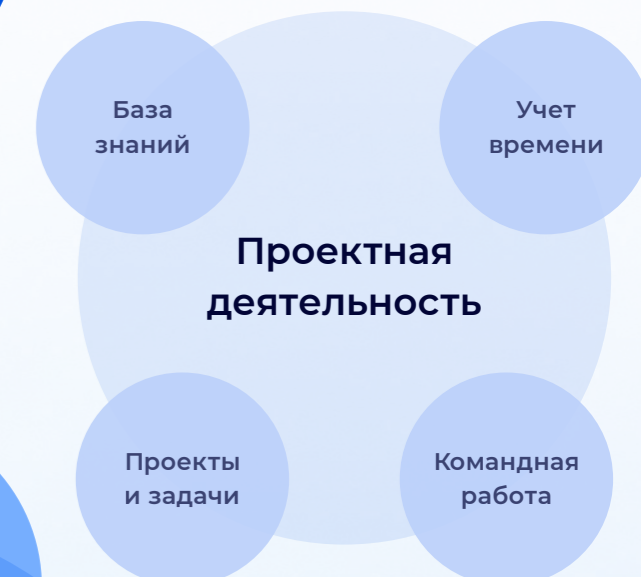 База
знаний
Учет
времени
Проектная
деятельность
Проекты
и задачи
Командная
работа